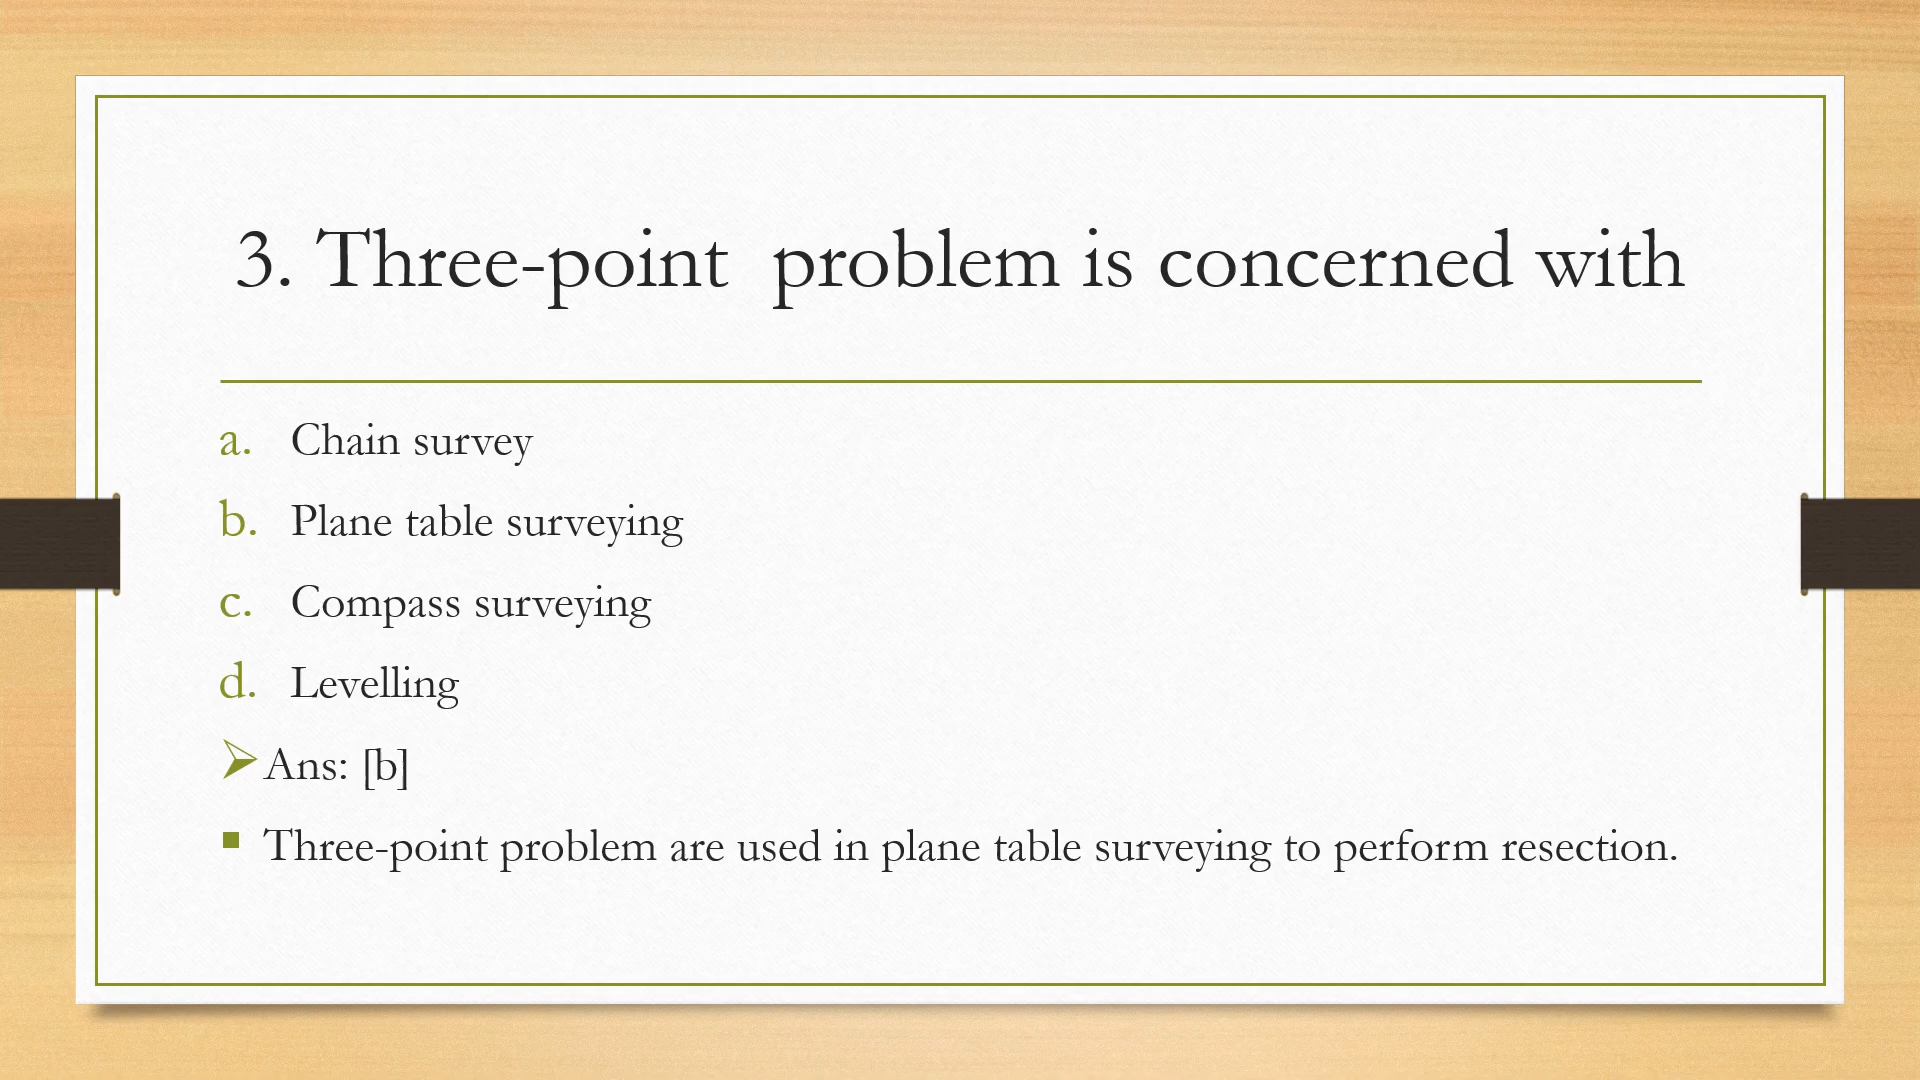 3. Three-point  problem is concerned with
a. Chain survey
b. Plane table surveying
c. Compass surveying
d. Levelling
Ans: [b]
Three-point problem are used in plane table surveying to perform resection.